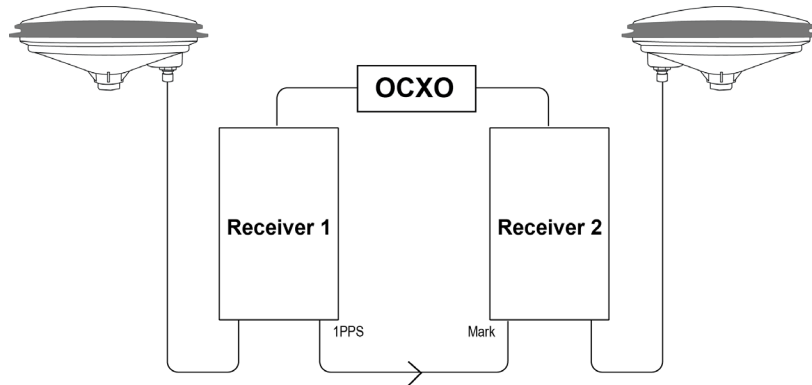 OCXO
Receiver 1
Receiver 2
1PPS
Mark